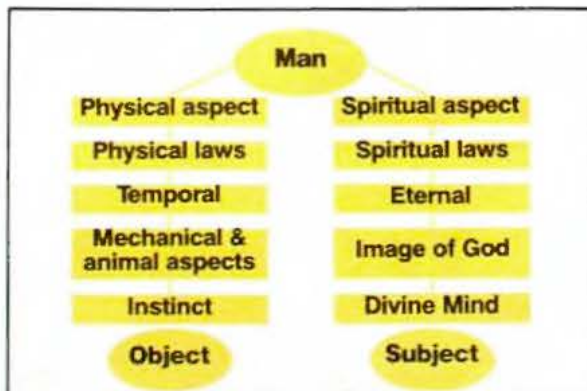 Man
Physical aspect
Spiritual aspect
Physical laws
Spiritual laws
Temporal
Eternal
Mechanical &
animal aspects
Image of God
Instinct
Divine Mind
Object
Subject